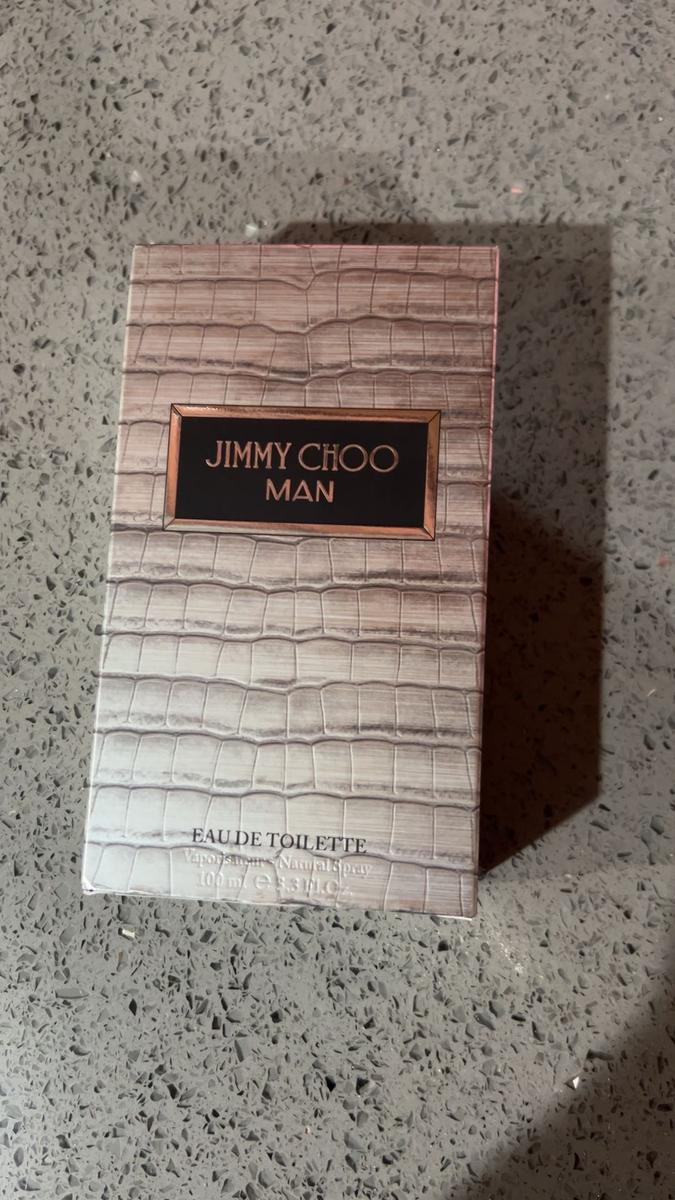 JIMMY CHOO
MAN
EAU DE TOILETTE
Vaporisateur - Natural Spray
100 ml ℮ 3.3 Fl.Oz.